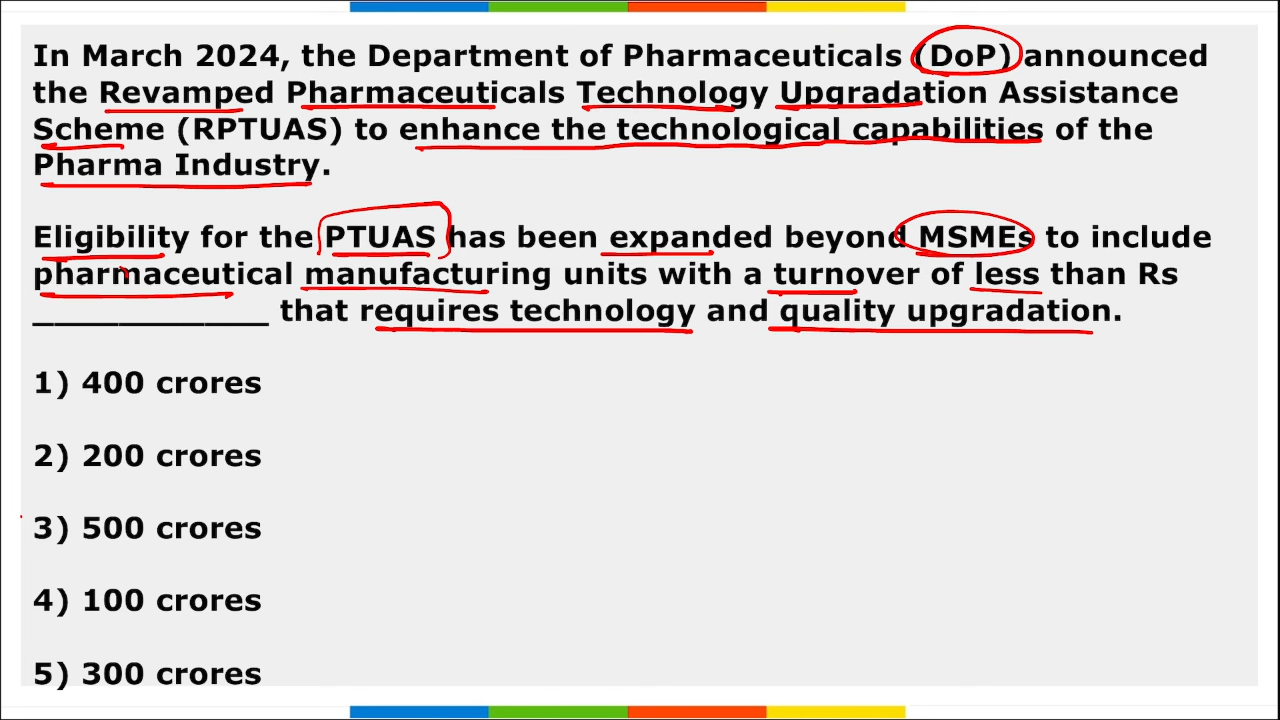 In March 2024, the Department of Pharmaceuticals (DoP) announced
the Revamped Pharmaceuticals Technology Upgradation Assistance
Scheme (RPTUAS) to enhance the technological capabilities of the
Pharma Industry.
Eligibility for the PTUAS has been expanded beyond MSMEs to include
pharmaceutical manufacturing units with a turnover of less than Rs
______________ that requires technology and quality upgradation.
1) 400 crores
2) 200 crores
3) 500 crores
4) 100 crores
5) 300 crores